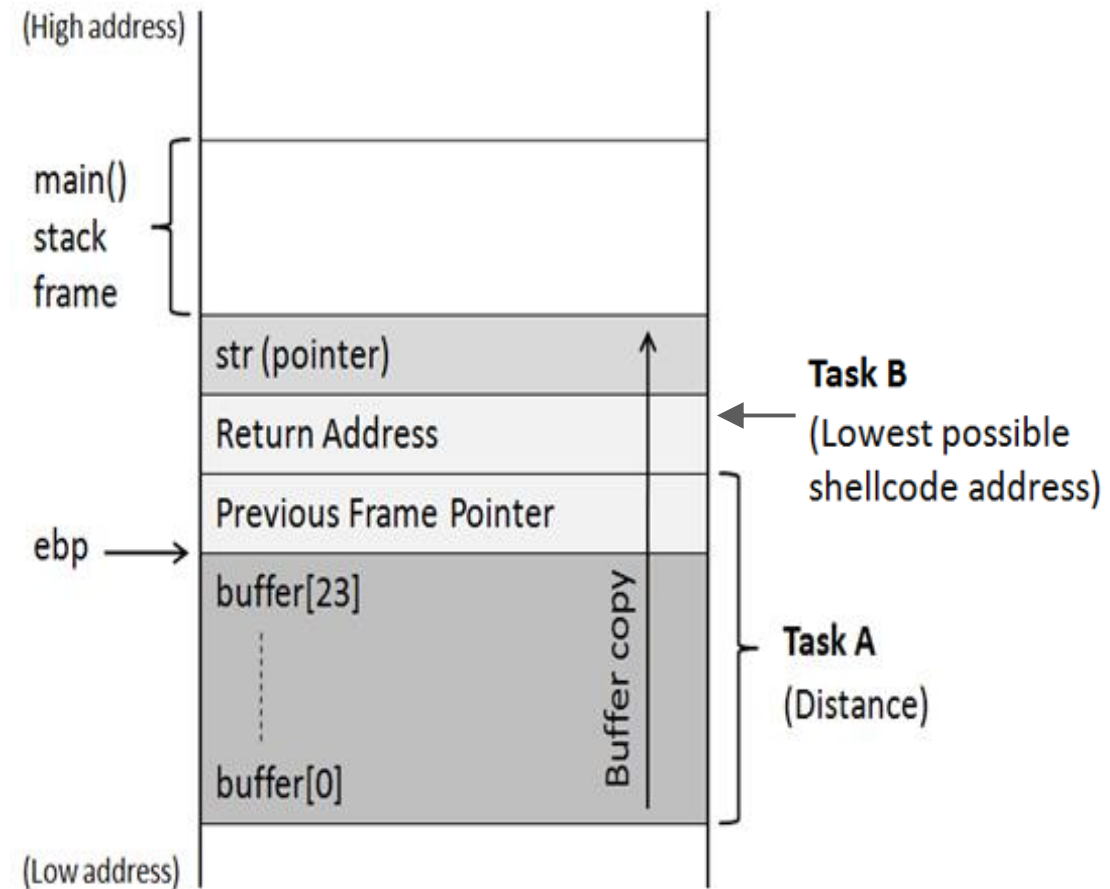 (High address)
main()
stack
frame
str (pointer)
Return Address
Previous Frame Pointer
ebp
buffer[23]
buffer[0]
Buffer copy
Task B
(Lowest possible
shellcode address)
Task A
(Distance)
(Low address)